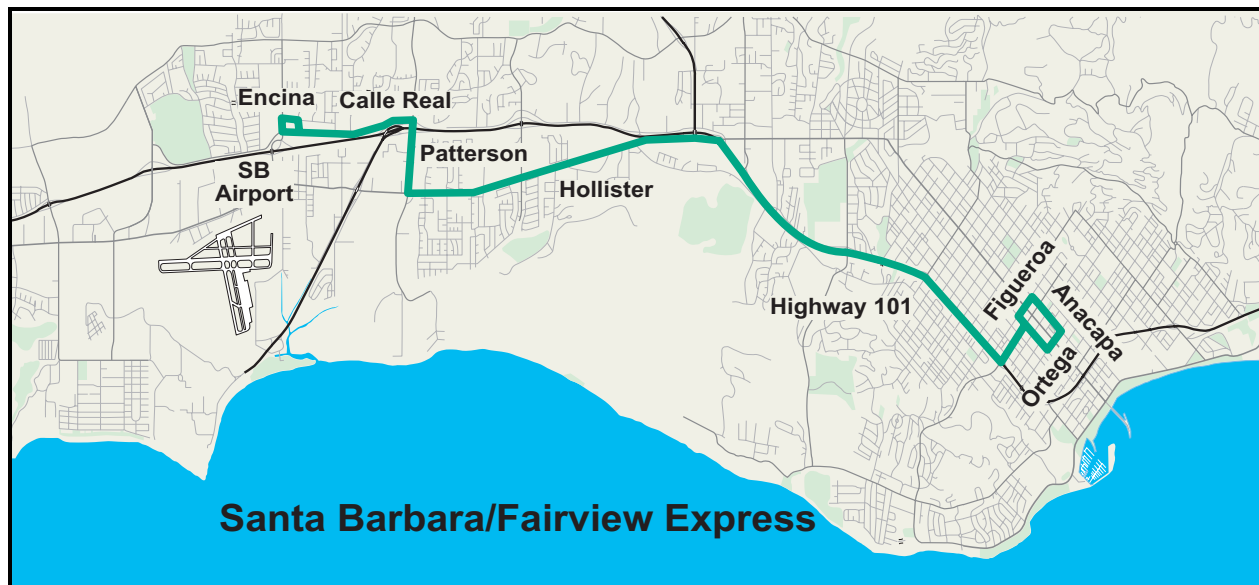 Encina
Calle Real
Patterson
SB
Airport
Hollister
Figueroa
Anacapa
Highway 101
Ortega
Santa Barbara/Fairview Express